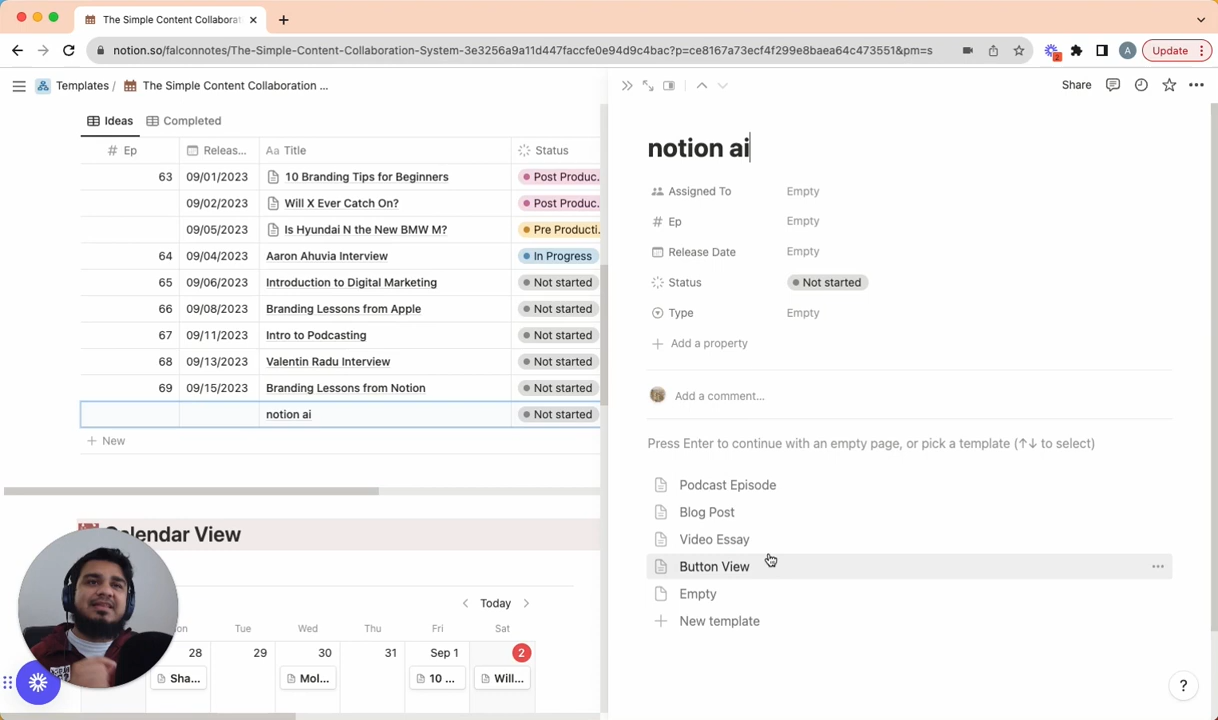 The Simple Content Collaborat
notion.so/falconnotes/The-Simple-Content-Collaboration-System-3e3256a9a11d447faccfe0e94d9c4bac?p=ce8167a73ecf4f299e8baea64c473551&pm=s
2
A
Update
Templates / The Simple Content Collaboration ...
Share
Ideas
Completed
# Ep
Releas...
Aa Title
Status
63 09/01/2023 10 Branding Tips for Beginners Post Produc...
09/02/2023 Will X Ever Catch On? Post Produc...
09/05/2023 Is Hyundai N the New BMW M? Pre Producti...
64 09/04/2023 Aaron Ahuvia Interview In Progress
65 09/06/2023 Introduction to Digital Marketing Not started
66 09/08/2023 Branding Lessons from Apple Not started
67 09/11/2023 Intro to Podcasting Not started
68 09/13/2023 Valentin Radu Interview Not started
69 09/15/2023 Branding Lessons from Notion Not started
notion ai Not started
+ New
Calendar View
Today
Tue Wed Thu Fri Sat
28 29 30 31 Sep 1 2
Sha... Mol... 10 ... Will...
notion ai
Assigned To Empty
# Ep Empty
Release Date Empty
Status Not started
Type Empty
+ Add a property
Add a comment...
Press Enter to continue with an empty page, or pick a template (↑↓ to select)
Podcast Episode
Blog Post
Video Essay
Button View
Empty
+ New template
?